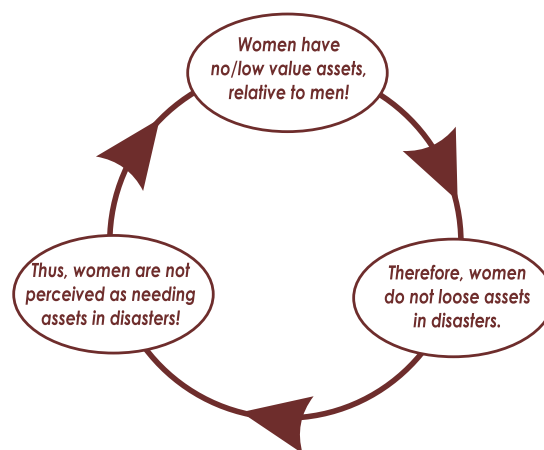 Women have
no/low value assets,
relative to men!
Therefore, women
do not loose assets
in disasters.
Thus, women are not
perceived as needing
assets in disasters!